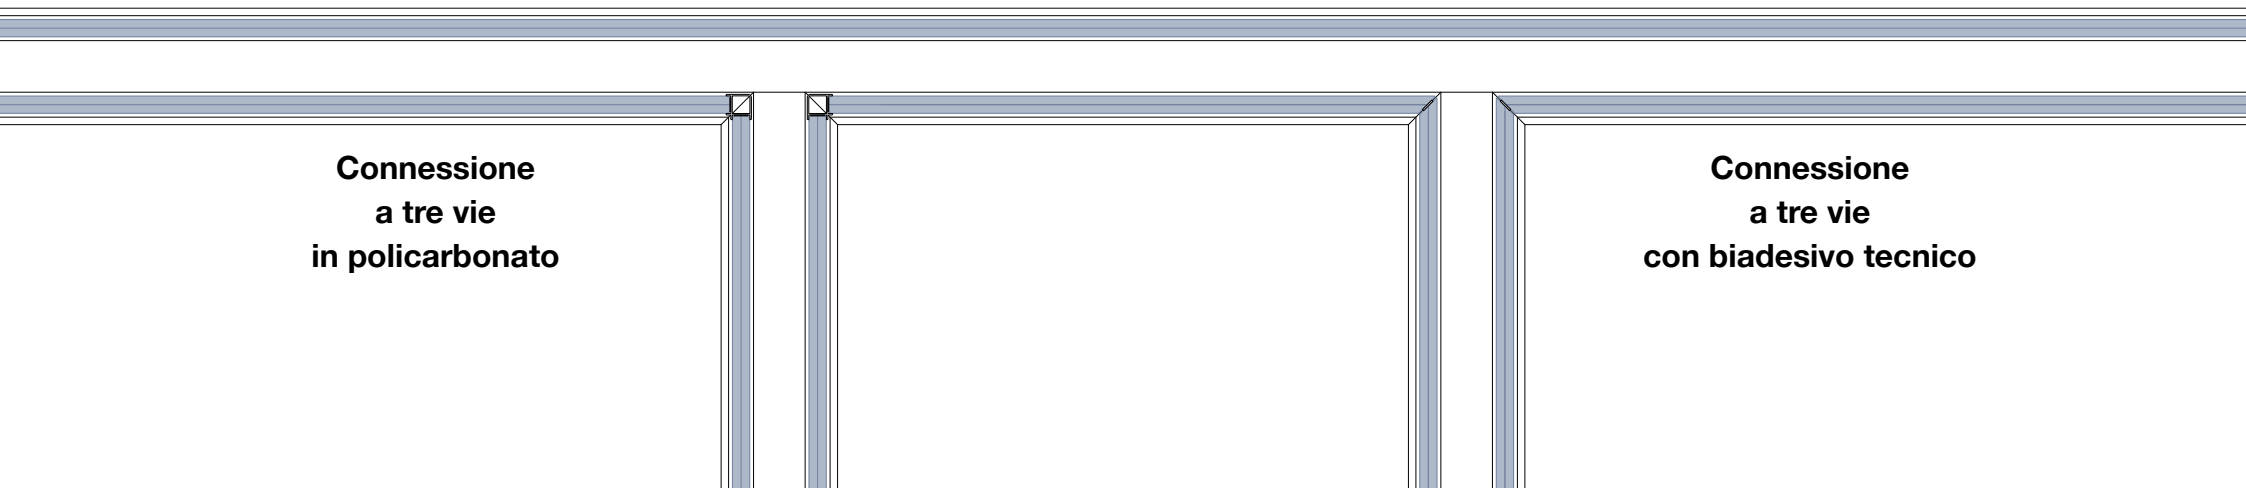 Connessione
a tre vie
in policarbonato
Connessione
a tre vie
con biadesivo tecnico